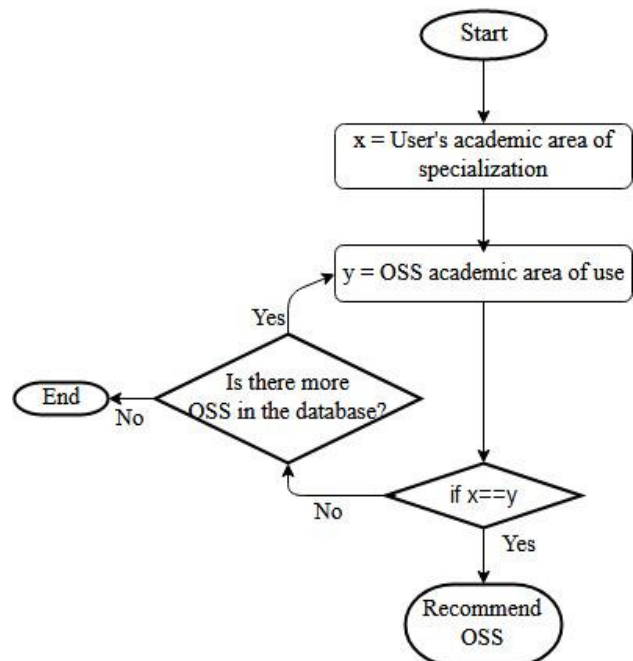 Start
x = User's academic area of
specialization
y = OSS academic area of use
Yes
Is there more
OSS in the database?
End
No
if x==y
No
Yes
Recommend
OSS